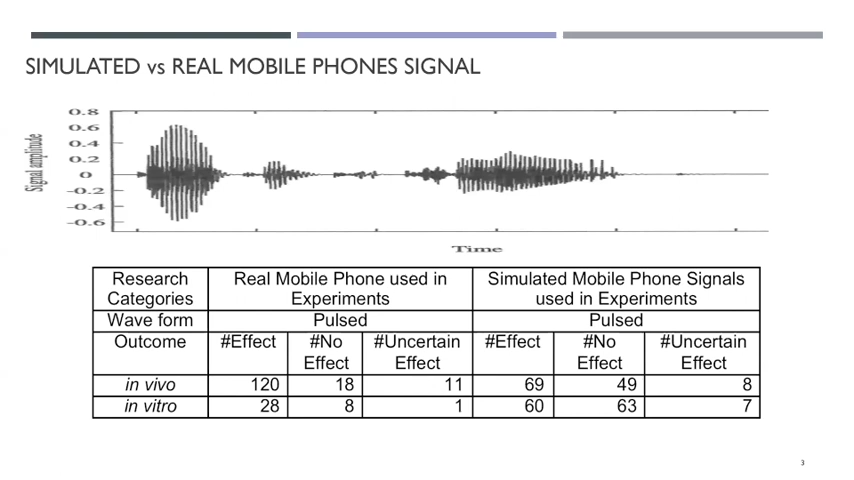 SIMULATED vs REAL MOBILE PHONES SIGNAL
Signal amplitude
0.8
0.6
0.4
0.2
0
-0.2
-0.4
-0.6
Time
Research Categories
Real Mobile Phone used in Experiments
Simulated Mobile Phone Signals used in Experiments
Wave form
Pulsed
Pulsed
Outcome
#Effect
#No Effect
#Uncertain Effect
#Effect
#No Effect
#Uncertain Effect
in vivo 120 18 11 69 49 8
in vitro 28 8 1 60 63 7
3